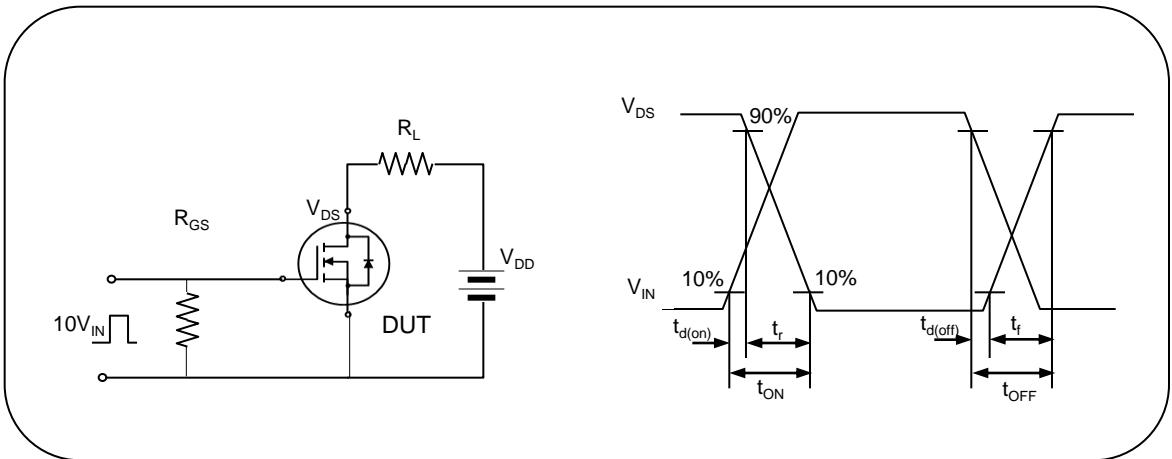 R_L
R_GS
V_DS
V_DD
10V_IN
DUT
V_DS
90%
V_IN
10%
10%
t_d(on)
t_r
t_ON
t_d(off)
t_f
t_OFF